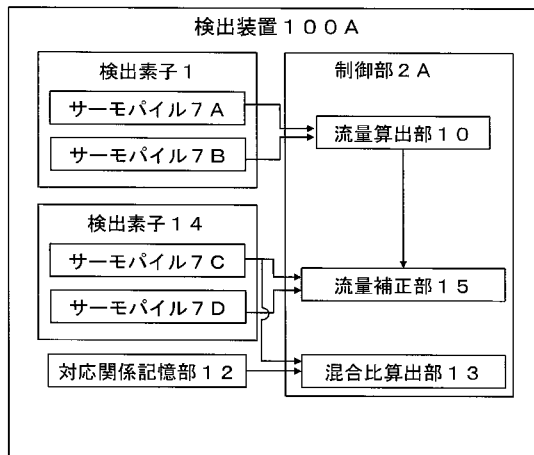 検出装置100A
検出素子1
サーモパイル7A
サーモパイル7B
制御部2A
流量算出部10
検出素子14
サーモパイル7C
サーモパイル7D
流量補正部15
対応関係記憶部12
混合比算出部13